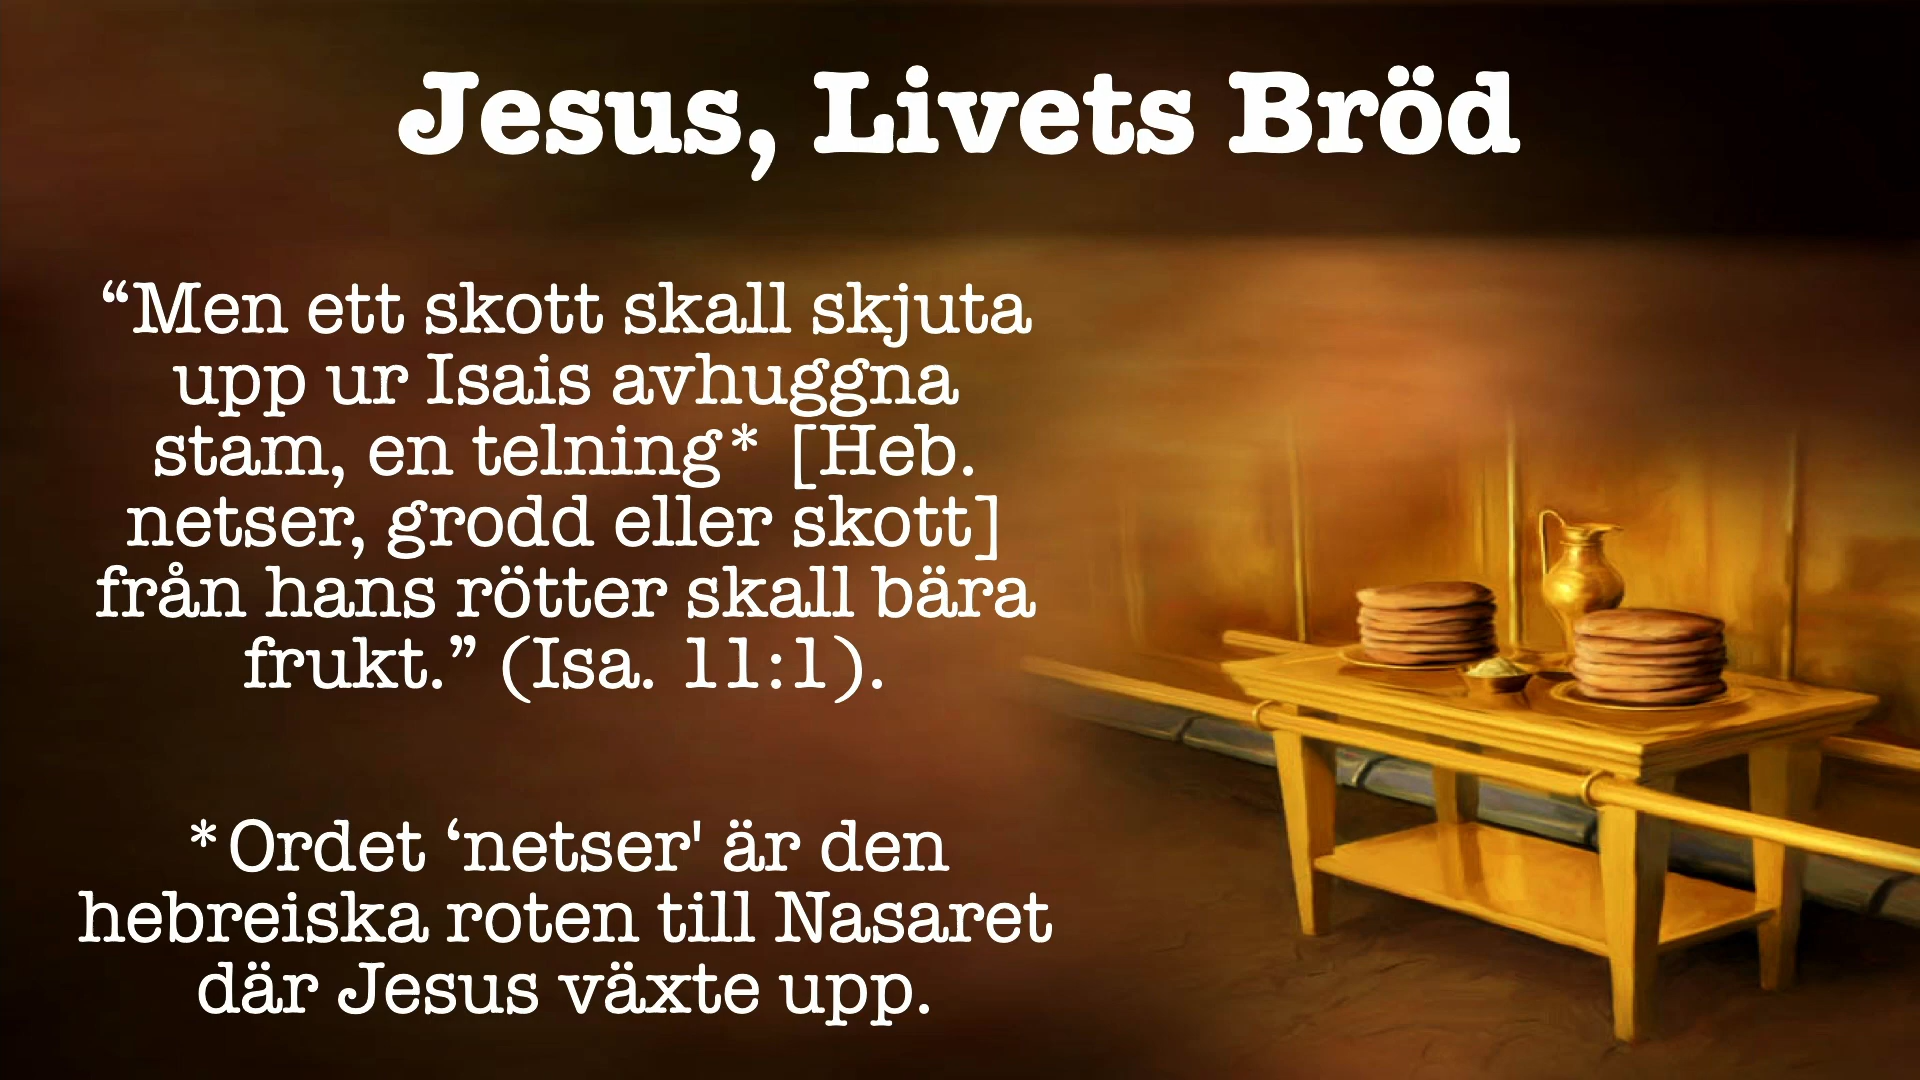 Jesus, Livets Bröd
“Men ett skott skall skjuta
upp ur Isais avhuggna
stam, en telning* [Heb.
netser, grodd eller skott]
från hans rötter skall bära
frukt.” (Isa. 11:1).
*Ordet ‘netser' är den
hebreiska roten till Nasaret
där Jesus växte upp.